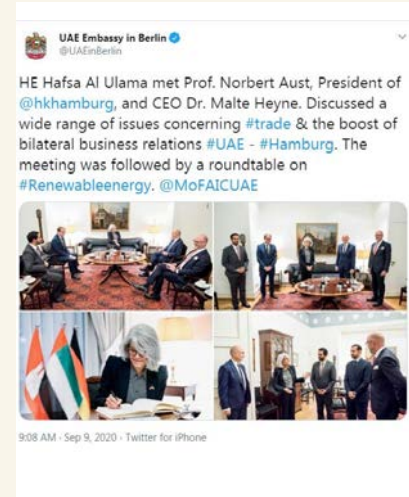 UAE Embassy in Berlin
@UAEinBerlin
HE Hafsa Al Ulama met Prof. Norbert Aust, President of
@hkhamburg, and CEO Dr. Malte Heyne. Discussed a
wide range of issues concerning #trade & the boost of
bilateral business relations #UAE - #Hamburg. The
meeting was followed by a roundtable on
#Renewableenergy. @MoFAICUAE
9:08 AM · Sep 9, 2020 · Twitter for iPhone